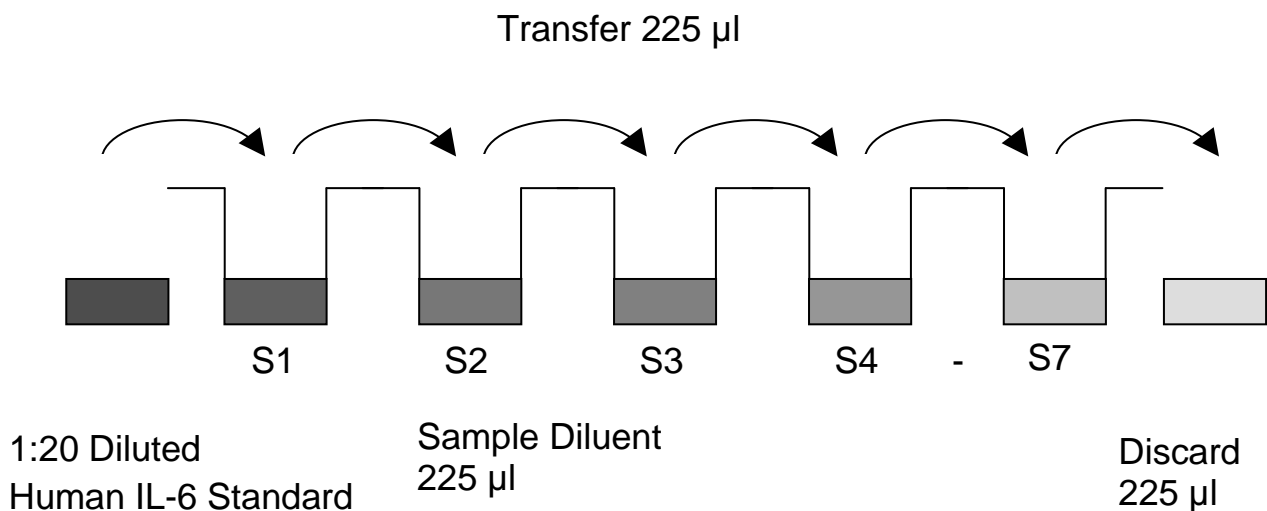 Transfer 225 µl
S1 S2 S3 S4 - S7
1:20 Diluted
Human IL-6 Standard
Sample Diluent
225 µl
Discard
225 µl